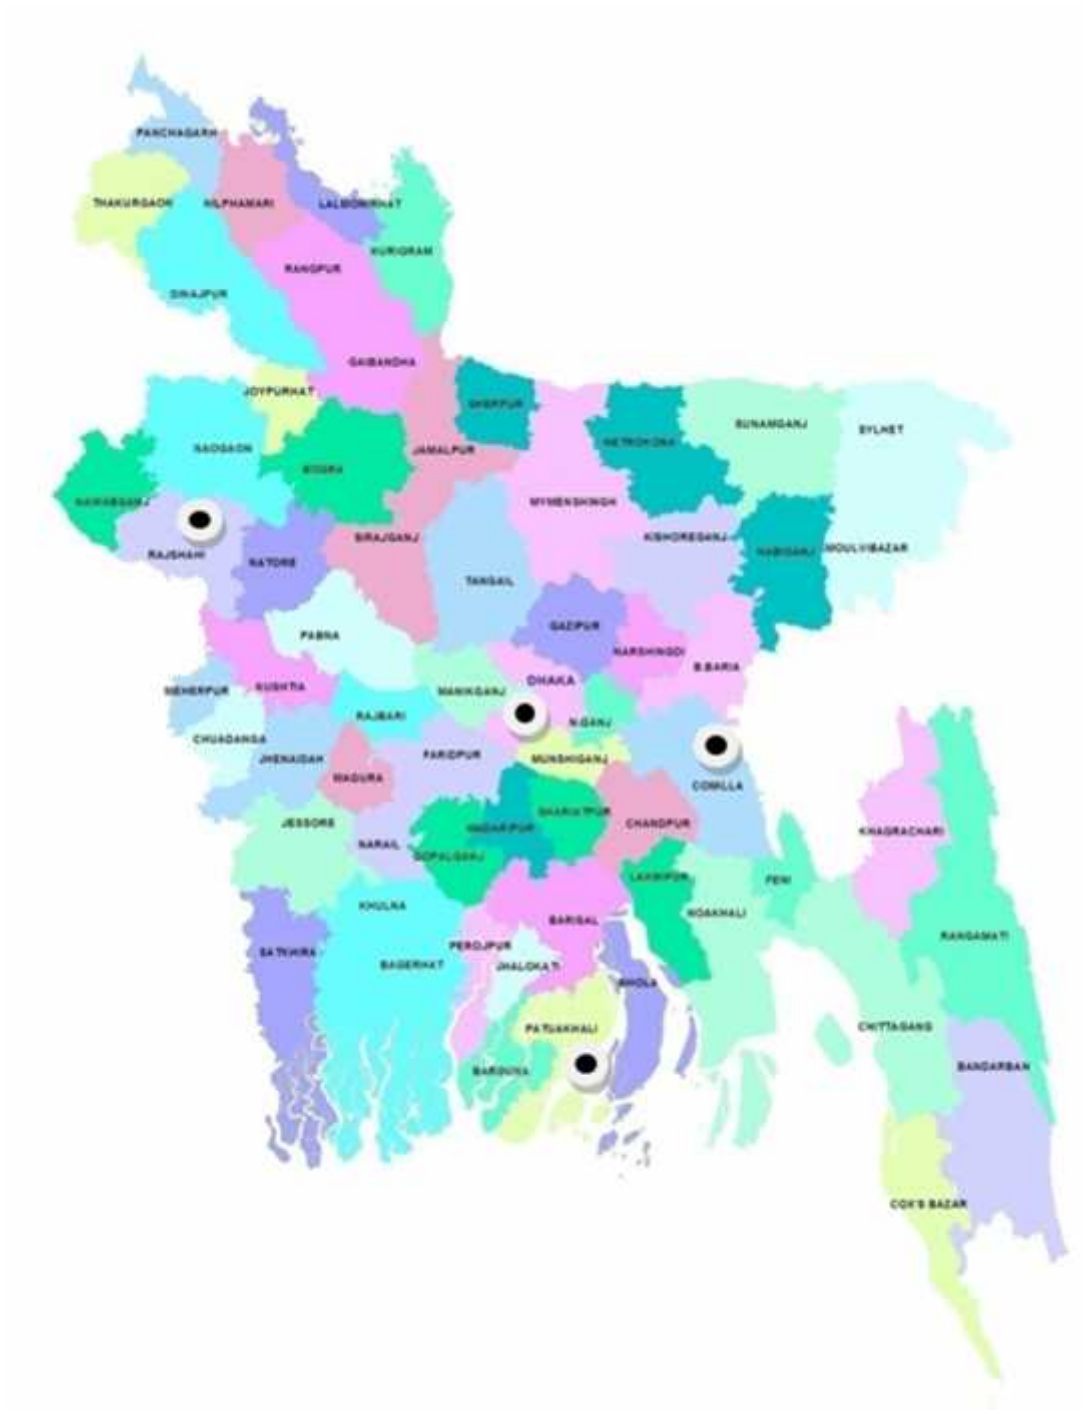 PANCHAGARH
THAKURGAON
NILPHAMARI
LALMONIRHAT
KURIGRAM
RANGPUR
DINAJPUR
GAIBANDHA
JOYPURHAT
SHERPUR
NAOGAON
BOGRA
JAMALPUR
NETROKONA
SUNAMGANJ
SYLHET
NAWABGANJ
MYMENSHINGH
RAJSHAHI
NATORE
SIRAJGANJ
KISHOREGANJ
HABIGANJ
MOULVIBAZAR
TANGAIL
PABNA
GAZIPUR
NARSHINGDI
B.BARIA
MEHERPUR
KUSHTIA
MANIKGANJ
DHAKA
RAJBARI
N.GANJ
CHUADANGA
JHENAIDAH
FARIDPUR
MUNSHIGANJ
MAGURA
COMILLA
JESSORE
NARAIL
MADARIPUR
SHARIATPUR
CHANDPUR
KHAGRACHARI
GOPALGANJ
LAXMIPUR
FENI
KHULNA
BARISAL
NOAKHALI
SATKHIRA
BAGERHAT
PEROJPUR
JHALOKATI
BHOLA
RANGAMATI
PATUAKHALI
CHITTAGANG
BARGUNA
BANDARBAN
COX'S BAZAR